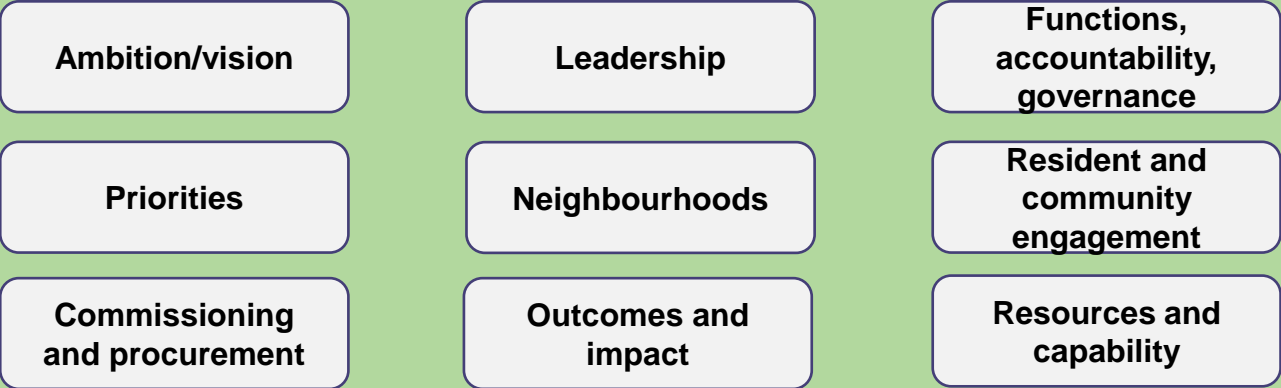 Ambition/vision
Leadership
Functions,
accountability,
governance
Priorities
Neighbourhoods
Resident and
community
engagement
Commissioning
and procurement
Outcomes and
impact
Resources and
capability